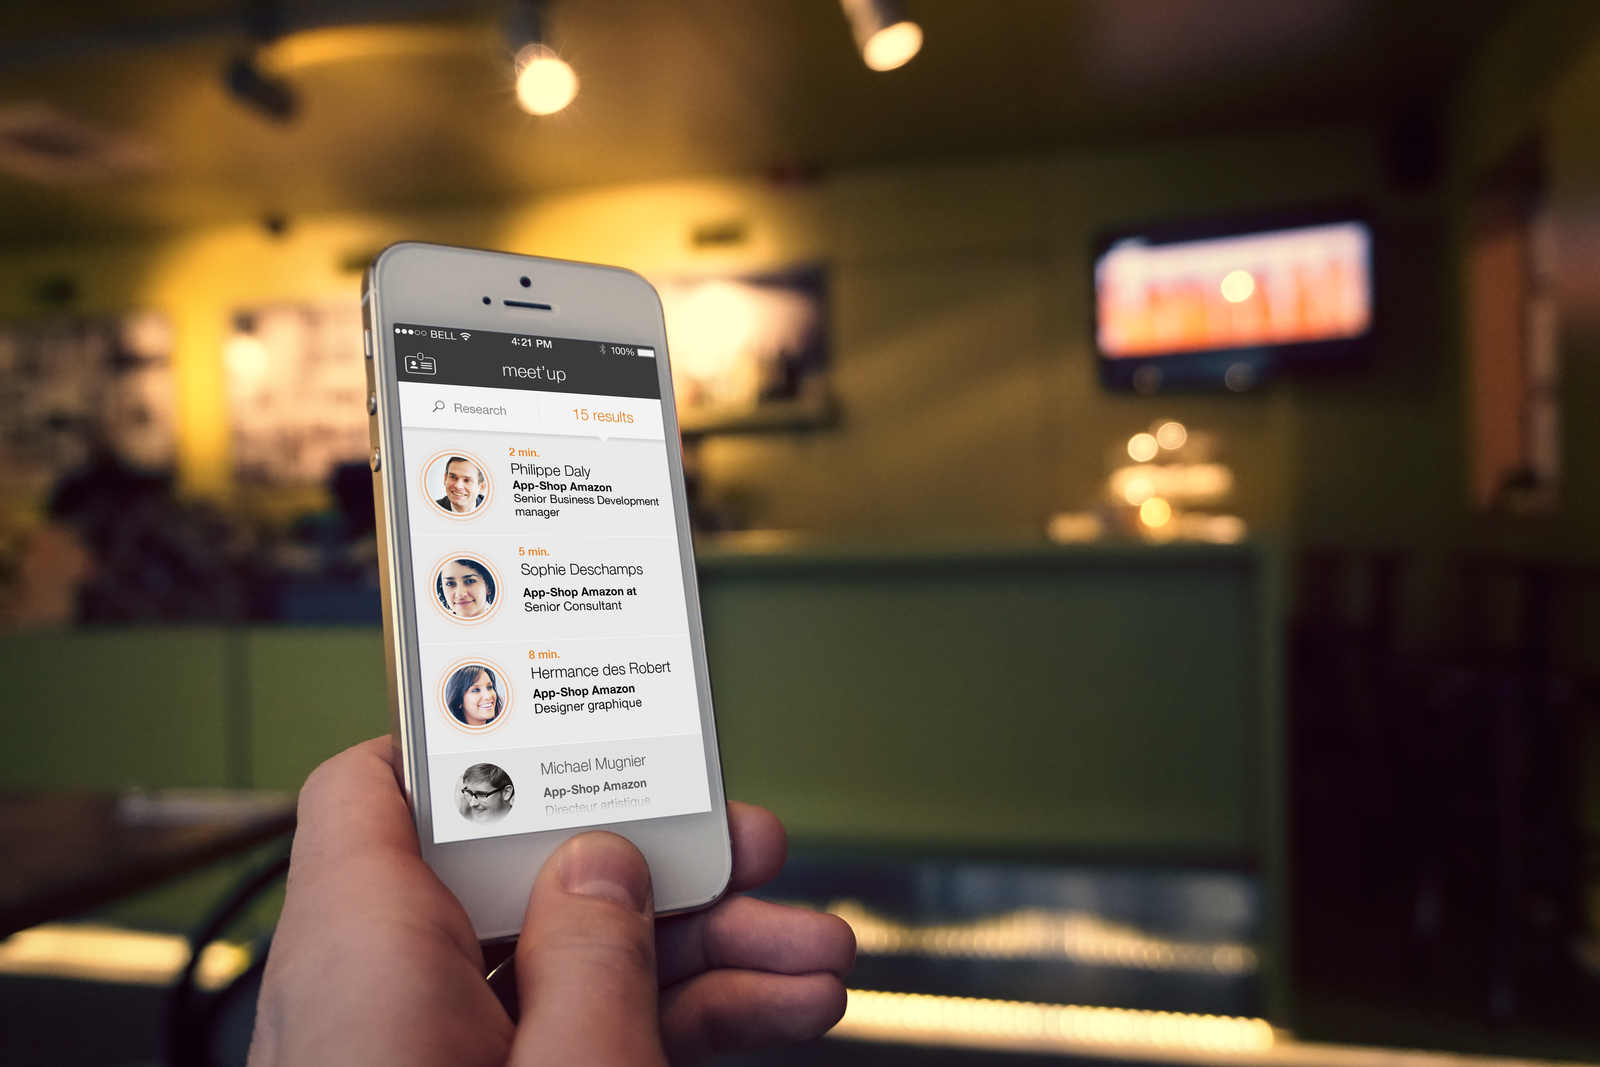 BELL
4:21 PM
100%
meet'up
Research
15 results
2 min.
Philippe Daly
App-Shop Amazon
Senior Business Development
manager
5 min.
Sophie Deschamps
App-Shop Amazon at
Senior Consultant
8 min.
Hermance des Robert
App-Shop Amazon
Designer graphique
Michael Mugnier
App-Shop Amazon
Directeur artistique